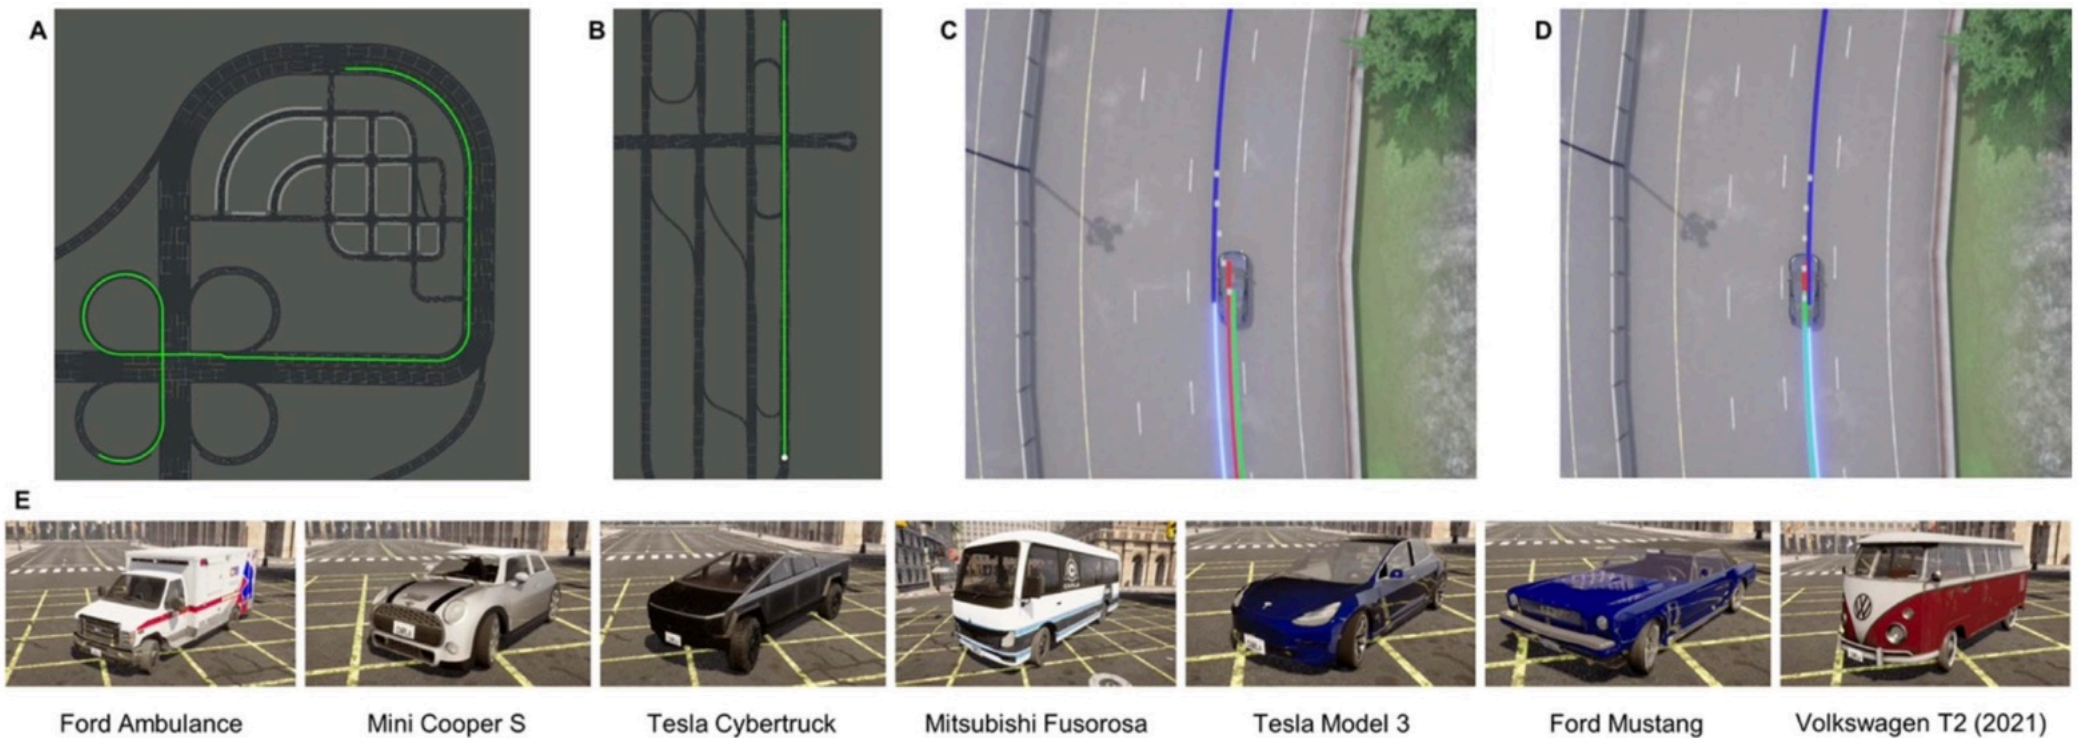 A
B
C
D
E
Ford Ambulance
Mini Cooper S
Tesla Cybertruck
Mitsubishi Fusorosa
Tesla Model 3
Ford Mustang
Volkswagen T2 (2021)